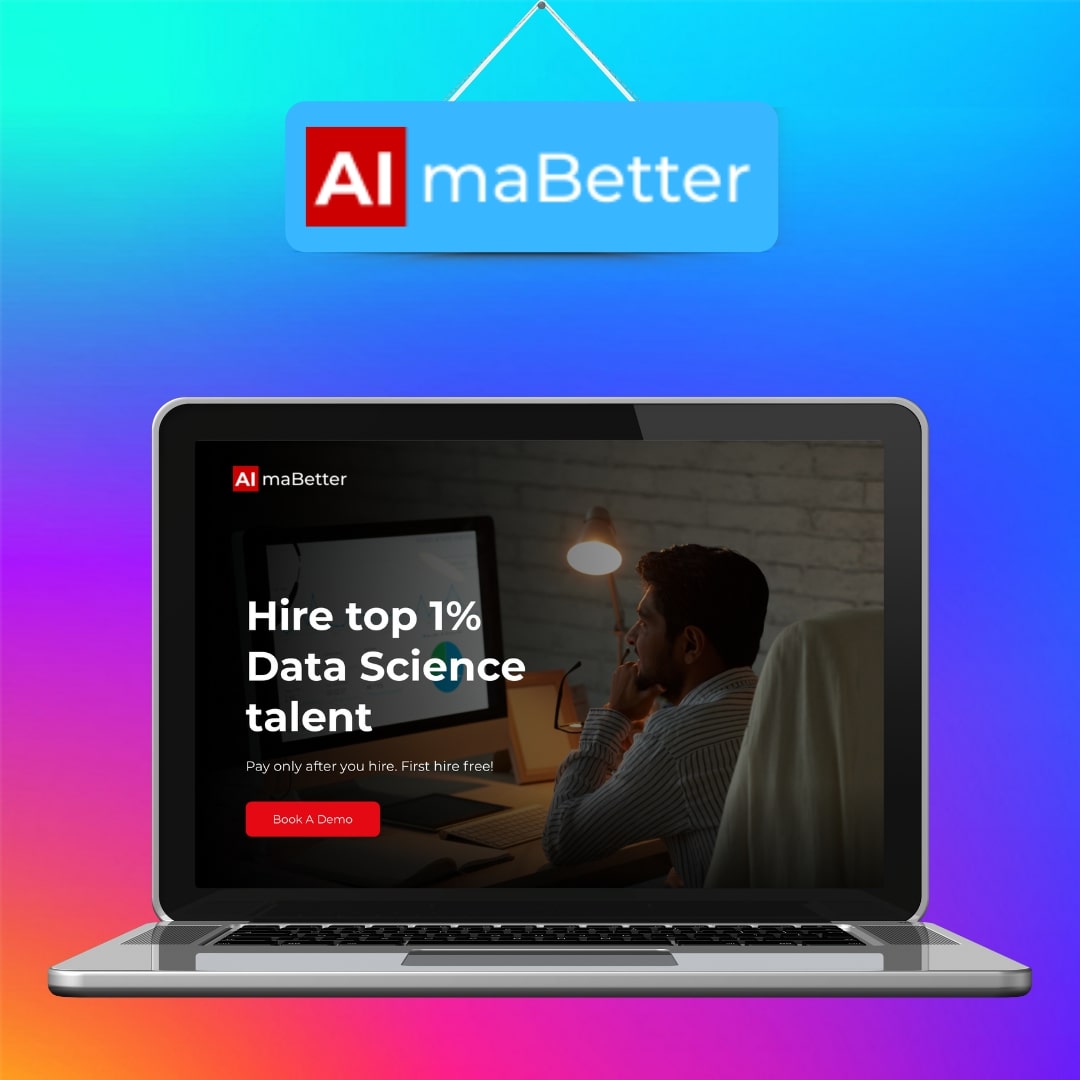 AI maBetter
AI maBetter
Hire top 1%
Data Science
talent
Pay only after you hire. First hire free!
Book A Demo